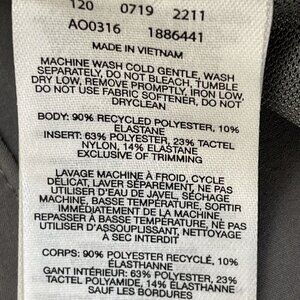 120 0719 2211
AO0316 1886441
MADE IN VIETNAM
MACHINE WASH COLD GENTLE, WASH
SEPARATELY, DO NOT BLEACH, TUMBLE
DRY LOW, REMOVE PROMPTLY, IRON LOW,
DO NOT USE FABRIC SOFTENER, DO NOT
DRYCLEAN
BODY: 90% RECYCLED POLYESTER, 10%
ELASTANE
INSERT: 63% POLYESTER, 23% TACTEL
NYLON, 14% ELASTANE
EXCLUSIVE OF TRIMMING
LAVAGE MACHINE À FROID, CYCLE
DÉLICAT, LAVER SÉPARÉMENT, NE PAS
UTILISER D'EAU DE JAVEL, SÉCHAGE
MACHINE, BASSE TEMPÉRATURE, SORTIR
IMMÉDIATEMENT DE LA MACHINE,
REPASSER À BASSE TEMPÉRATURE, NE PAS
UTILISER D'ASSOUPLISSANT, NETTOYAGE
À SEC INTERDIT
CORPS: 90% POLYESTER RECYCLÉ, 10%
ÉLASTHANNE
GANT INTÉRIEUR: 63% POLYESTER, 23%
TACTEL POLYAMIDE, 14% ÉLASTHANNE
SAUF LES BORDURES